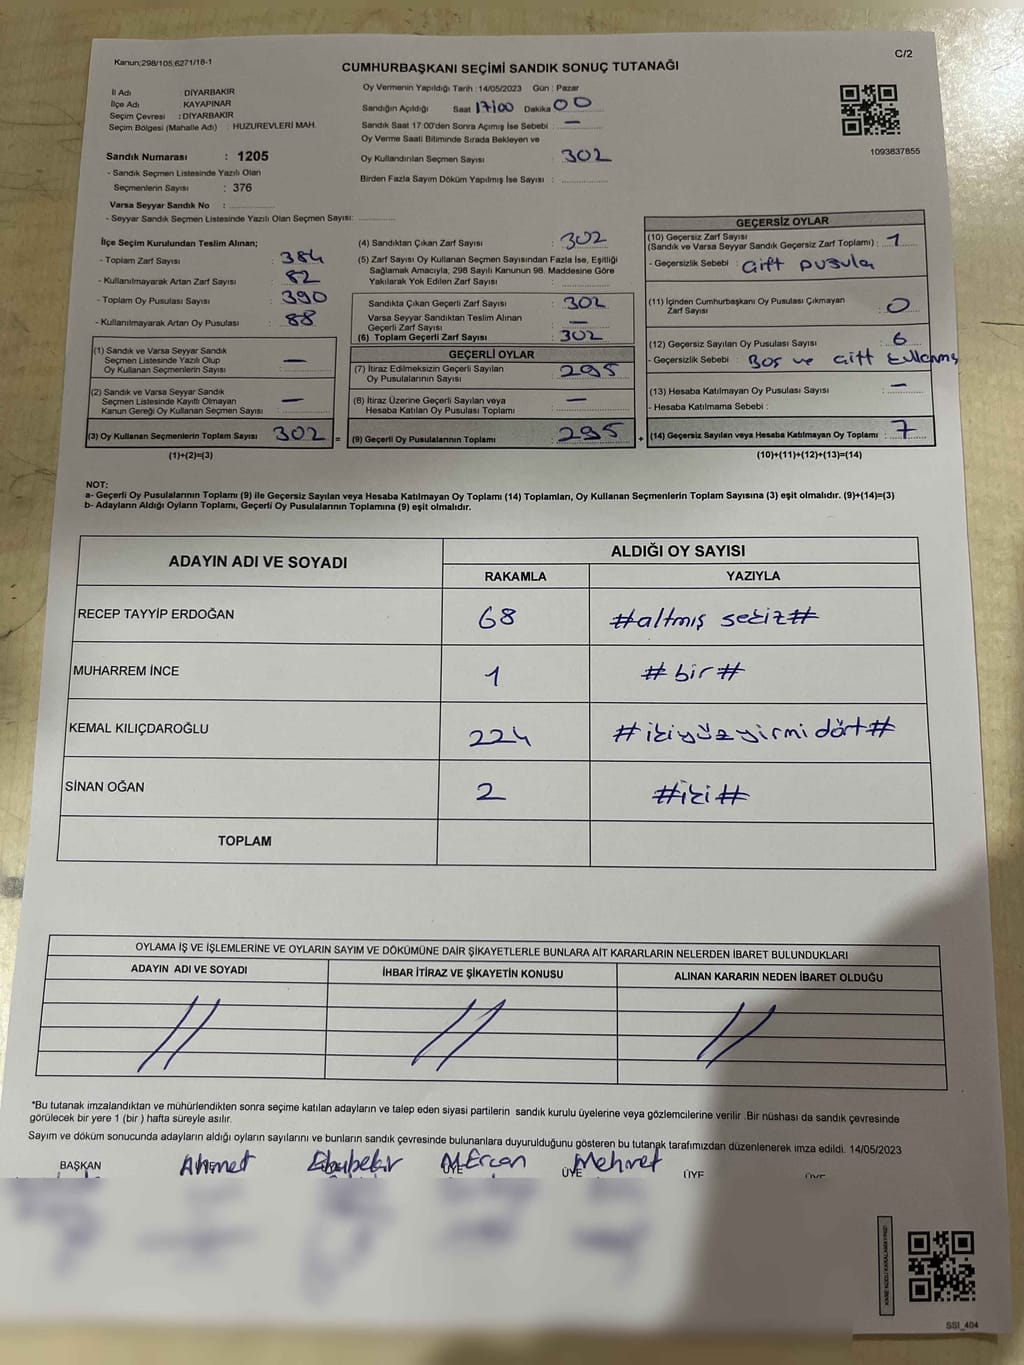 Kanun;298/105;6271/18-1
C/2
CUMHURBAŞKANI SEÇİMİ SANDIK SONUÇ TUTANAĞI
İl Adı : DİYARBAKIR
İlçe Adı : KAYAPINAR
Seçim Çevresi : DİYARBAKIR
Seçim Bölgesi (Mahalle Adı) : HUZUREVLERİ MAH.
Sandık Numarası : 1205
- Sandık Seçmen Listesinde Yazılı Olan
Seçmenlerin Sayısı : 376
Varsa Seyyar Sandık No :
- Seyyar Sandık Seçmen Listesinde Yazılı Olan Seçmen Sayısı:
Oy Vermenin Yapıldığı Tarih : 14/05/2023 Gün : Pazar
Sandığın Açıldığı Saat 17:00 Dakika 00
Sandık Saat 17:00'den Sonra Açımış İse Sebebi : —
Oy Verme Saati Bitiminde Sırada Bekleyen ve
Oy Kullandırılan Seçmen Sayısı 302
Birden Fazla Sayım Döküm Yapılmış İse Sayısı :
1093837855
İlçe Seçim Kurulundan Teslim Alınan;
- Toplam Zarf Sayısı : 384
- Kullanılmayarak Artan Zarf Sayısı : 82
- Toplam Oy Pusulası Sayısı : 390
- Kullanılmayarak Artan Oy Pusulası : 88
(1) Sandık ve Varsa Seyyar Sandık
Seçmen Listesinde Yazılı Olup
Oy Kullanan Seçmenlerin Sayısı : —
(2) Sandık ve Varsa Seyyar Sandık
Seçmen Listesinde Kayıtlı Olmayan
Kanun Gereği Oy Kullanan Seçmen Sayısı : —
(3) Oy Kullanan Seçmenlerin Toplam Sayısı 302 =
(1)+(2)=(3)
(4) Sandıktan Çıkan Zarf Sayısı : 302
(5) Zarf Sayısı Oy Kullanan Seçmen Sayısından Fazla İse, Eşitliği
Sağlamak Amacıyla, 298 Sayılı Kanunun 98. Maddesine Göre
Yakılarak Yok Edilen Zarf Sayısı :
Sandıkta Çıkan Geçerli Zarf Sayısı : 302
Varsa Seyyar Sandıktan Teslim Alınan
Geçerli Zarf Sayısı : —
(6) Toplam Geçerli Zarf Sayısı : 302
GEÇERLİ OYLAR
(7) İtiraz Edilmeksizin Geçerli Sayılan
Oy Pusulalarının Sayısı : 295
(8) İtiraz Üzerine Geçerli Sayılan veya
Hesaba Katılan Oy Pusulası Toplamı : —
(9) Geçerli Oy Pusulalarının Toplamı : 295 +
GEÇERSİZ OYLAR
(10) Geçersiz Zarf Sayısı
(Sandık ve Varsa Seyyar Sandık Geçersiz Zarf Toplamı) : 1
- Geçersizlik Sebebi : Çift pusula
(11) İçinden Cumhurbaşkanı Oy Pusulası Çıkmayan
Zarf Sayısı : 0
(12) Geçersiz Sayılan Oy Pusulası Sayısı : 6
- Geçersizlik Sebebi : Boş ve Çift kullanmış
(13) Hesaba Katılmayan Oy Pusulası Sayısı : —
- Hesaba Katılmama Sebebi :
(14) Geçersiz Sayılan veya Hesaba Katılmayan Oy Toplamı : 7
(10)+(11)+(12)+(13)=(14)
NOT:
a- Geçerli Oy Pusulalarının Toplamı (9) ile Geçersiz Sayılan veya Hesaba Katılmayan Oy Toplamı (14) Toplamları, Oy Kullanan Seçmenlerin Toplam Sayısına (3) eşit olmalıdır. (9)+(14)=(3)
b- Adayların Aldığı Oyların Toplamı, Geçerli Oy Pusulalarının Toplamına (9) eşit olmalıdır.
ADAYIN ADI VE SOYADI
ALDIĞI OY SAYISI
RAKAMLA YAZIYLA
RECEP TAYYİP ERDOĞAN 68 #altmış sekiz#
MUHARREM İNCE 1 #bir#
KEMAL KILIÇDAROĞLU 224 #ikiyüzyirmi dört#
SİNAN OĞAN 2 #iki#
TOPLAM
OYLAMA İŞ VE İŞLEMLERİNE VE OYLARIN SAYIM VE DÖKÜMÜNE DAİR ŞİKAYETLERLE BUNLARA AİT KARARLARIN NELERDEN İBARET BULUNDUKLARI
ADAYIN ADI VE SOYADI İHBAR İTİRAZ VE ŞİKAYETİN KONUSU ALINAN KARARIN NEDEN İBARET OLDUĞU
*Bu tutanak imzalandıktan ve mühürlendikten sonra seçime katılan adayların ve talep eden siyasi partilerin sandık kurulu üyelerine veya gözlemcilerine verilir .Bir nüshası da sandık çevresinde
görülecek bir yere 1 (bir ) hafta süreyle asılır.
Sayım ve döküm sonucunda adayların aldığı oyların sayılarını ve bunların sandık çevresinde bulunanlara duyurulduğunu gösteren bu tutanak tarafımızdan düzenlenerek imza edildi. 14/05/2023
BAŞKAN Ahmet Ebubekir M.Ercan Mehmet
ÜYE ÜYE ÜYE ÜYE
SSI_404